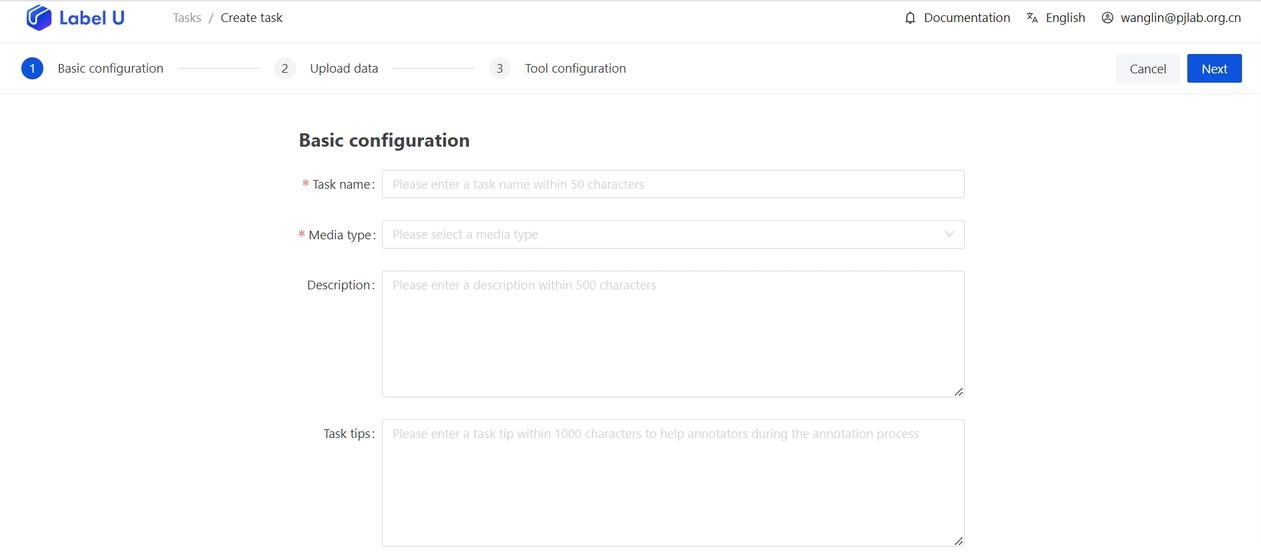 Label U
Tasks / Create task
Documentation
English
wanglin@pjlab.org.cn
1 Basic configuration
2 Upload data
3 Tool configuration
Cancel
Next
Basic configuration
* Task name: Please enter a task name within 50 characters
* Media type: Please select a media type
Description: Please enter a description within 500 characters
Task tips: Please enter a task tip within 1000 characters to help annotators during the annotation process